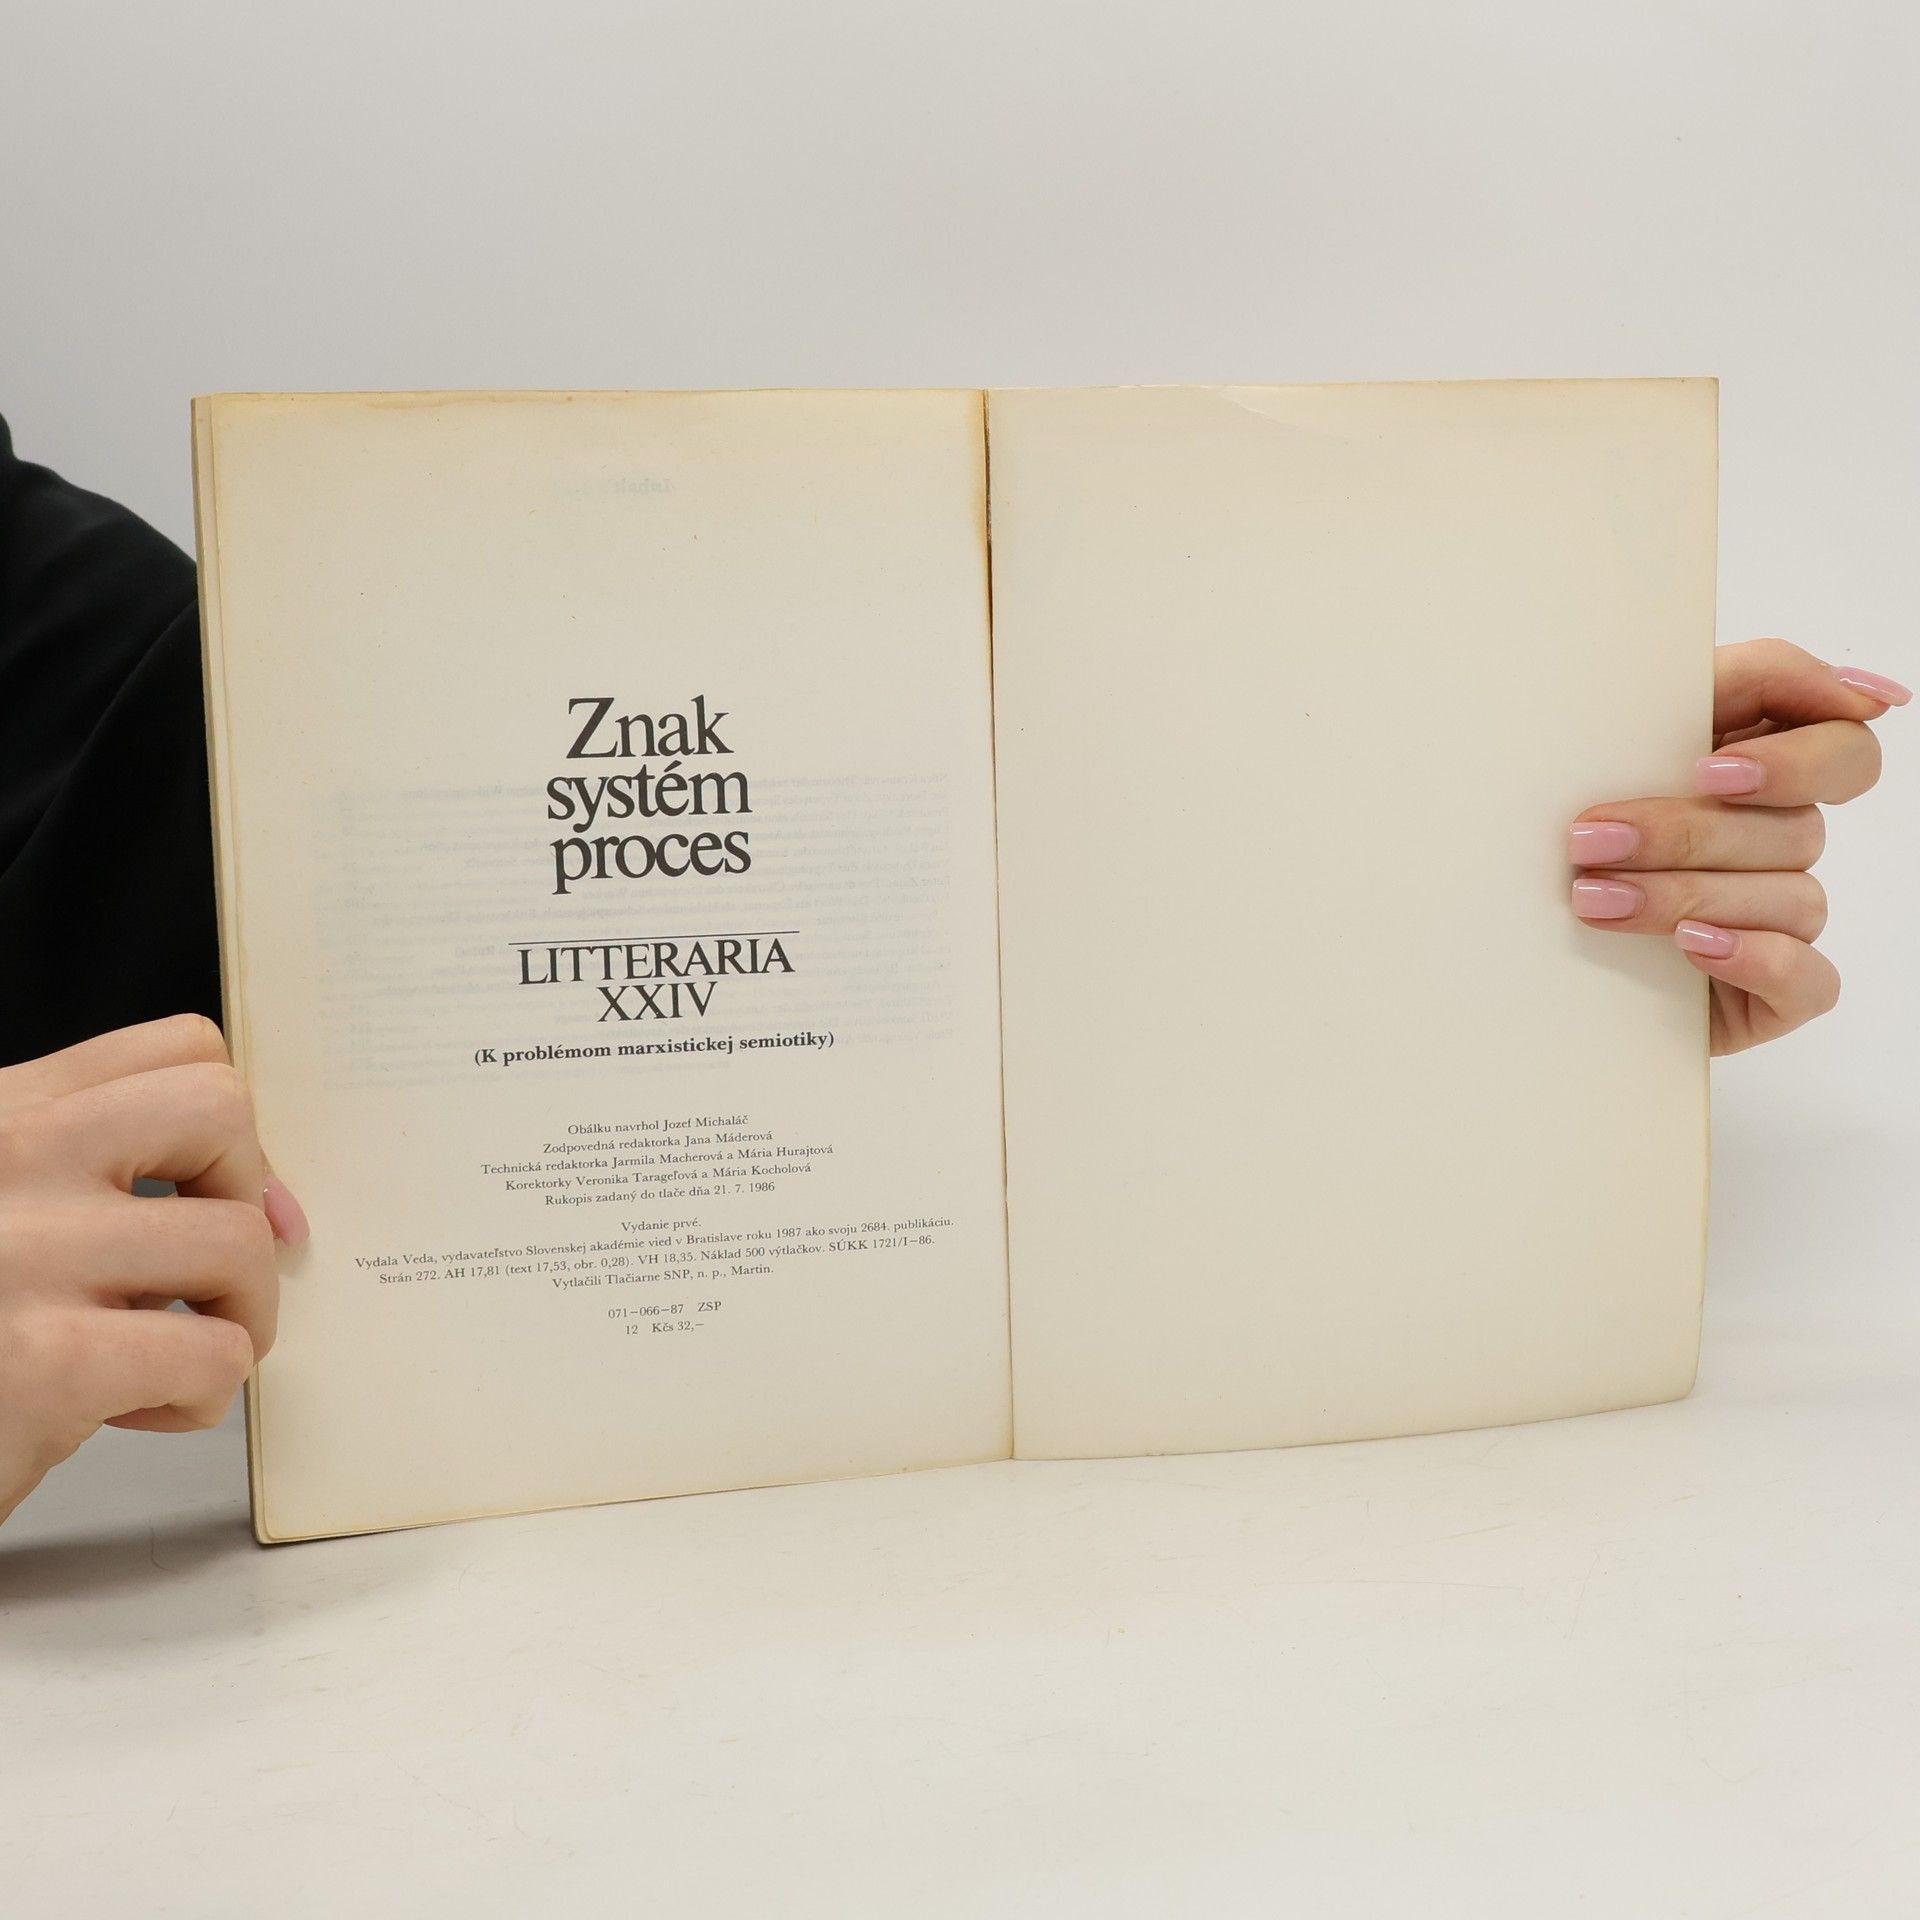 Znak
systém
proces
LITTERARIA
XXIV
(K problémom marxistickej semiotiky)
Obálku navrhol Jozef Michaláč
Zodpovedná redaktorka Jana Máderová
Technická redaktorka Jarmila Macherová a Mária Hurajtová
Korektorky Veronika Tarageľová a Mária Kocholová
Rukopis zadaný do tlače dňa 21. 7. 1986
Vydanie prvé.
Vydala Veda, vydavateľstvo Slovenskej akadémie vied v Bratislave roku 1987 ako svoju 2684. publikáciu.
Strán 272. AH 17,81 (text 17,53, obr. 0,28). VH 18,35. Náklad 500 výtlačkov. SÚKK 1721/I—86.
Vytlačili Tlačiarne SNP, n. p., Martin.
071—066—87 ZSP
12 Kčs 32,—